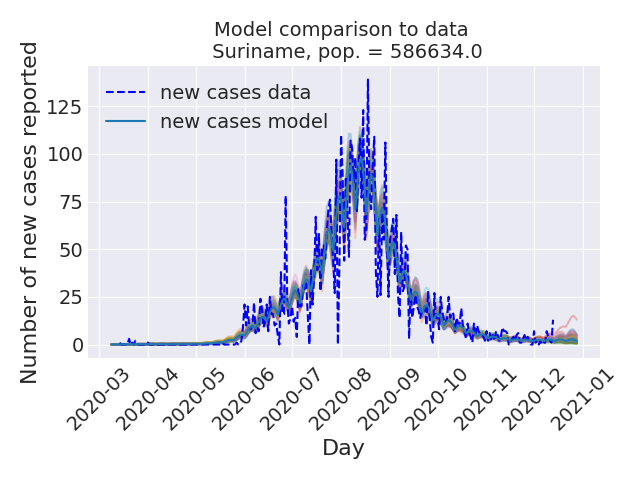 Model comparison to data
Suriname, pop. = 586634.0
Number of new cases reported
125
100
75
50
25
0
new cases data
new cases model
2020-03
2020-04
2020-05
2020-06
2020-07
2020-08
2020-09
2020-10
2020-11
2020-12
2021-01
Day